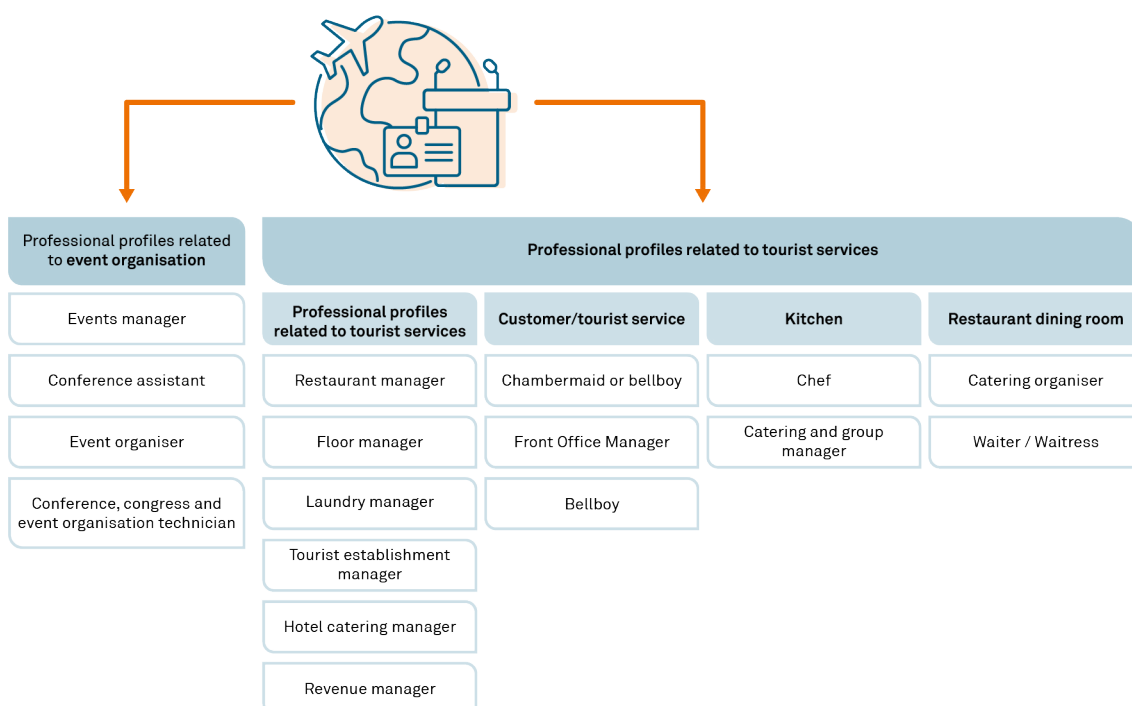 Professional profiles related
to event organisation
Events manager
Conference assistant
Event organiser
Conference, congress and
event organisation technician
Professional profiles related to tourist services
Professional profiles
related to tourist services
Restaurant manager
Floor manager
Laundry manager
Tourist establishment
manager
Hotel catering manager
Revenue manager
Customer/tourist service
Chambermaid or bellboy
Front Office Manager
Bellboy
Kitchen
Chef
Catering and group
manager
Restaurant dining room
Catering organiser
Waiter / Waitress